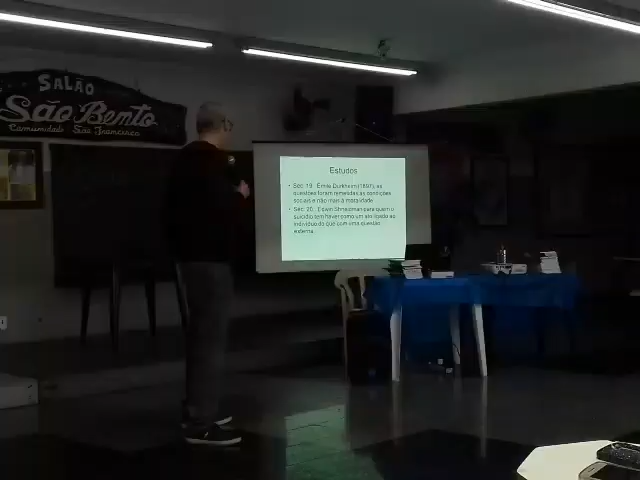 SALÃO
São Bento
Comunidade São Francisco
Estudos
• Séc. 19: Émile Durkheim (1897), as
questões foram remetidas às condições
sociais e não mais à moralidade.
• Séc. 20: Edwin Shneidman para quem o
suicídio tem haver como um ato ligado ao
indivíduo do que com uma questão
externa.